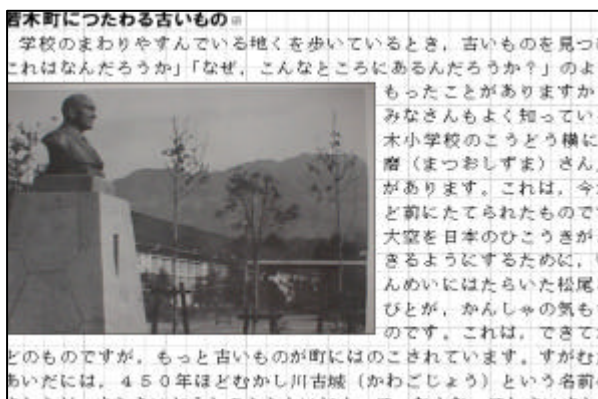 若木町につたわる古いもの
学校のまわりやすんでいる地くを歩いているとき，古いものを見つ
これはなんだろうか」「なぜ，こんなところにあるんだろうか？」のよ
もったことがありますか
みなさんもよく知ってい
木小学校のこうどう横に
磨（まつおしずま）さん
があります。これは，今
ど前にたてられたもので
大空を日本のひこうきが
きるようにするために，
んめいにはたらいた松尾
びとが，かんしゃの気も
のです。これは，できて
どのものですが，もっと古いものが町にはのこされています。すがむ
あいだには，４５０年ほどむかし川古城（かわごじょう）という名前